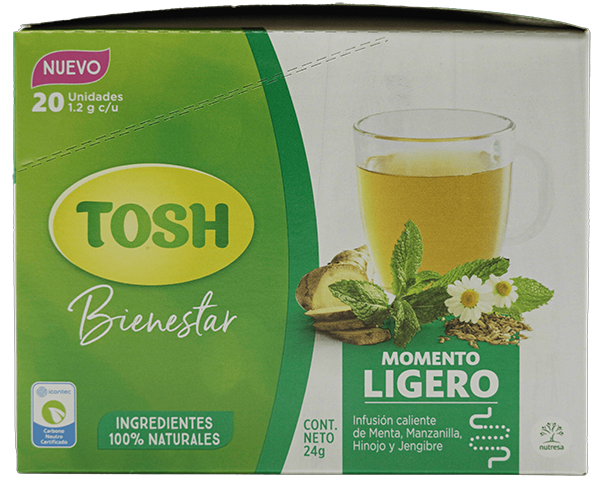 NUEVO
20 Unidades
1.2 g c/u
TOSH
Bienestar
icontec
Carbono
Neutro
Certificado
INGREDIENTES
100% NATURALES
CONT.
NETO
24g
MOMENTO
LIGERO
Infusión caliente
de Menta, Manzanilla,
Hinojo y Jengibre
nutresa